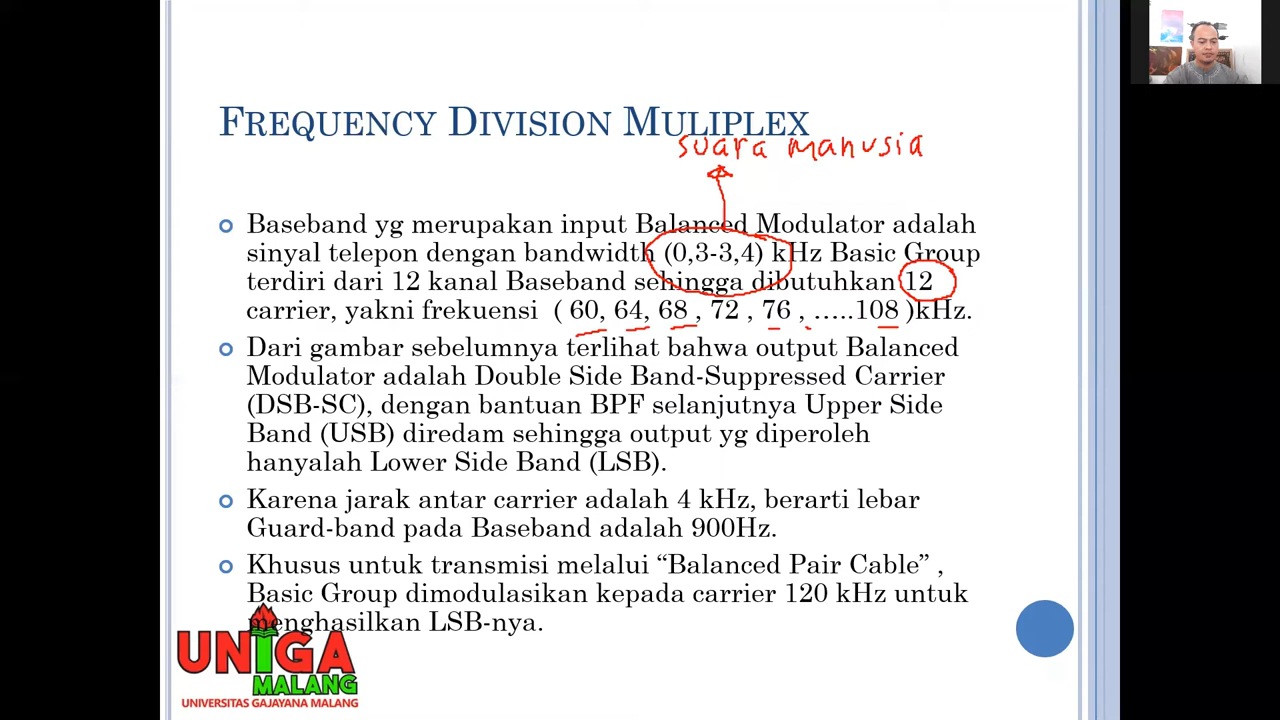 FREQUENCY DIVISION MULIPLEX
suara manusia
Baseband yg merupakan input Balanced Modulator adalah
sinyal telepon dengan bandwidth (0,3-3,4) kHz Basic Group
terdiri dari 12 kanal Baseband sehingga dibutuhkan 12
carrier, yakni frekuensi ( 60, 64, 68 , 72 , 76 , …..108 )kHz.
Dari gambar sebelumnya terlihat bahwa output Balanced
Modulator adalah Double Side Band-Suppressed Carrier
(DSB-SC), dengan bantuan BPF selanjutnya Upper Side
Band (USB) diredam sehingga output yg diperoleh
hanyalah Lower Side Band (LSB).
Karena jarak antar carrier adalah 4 kHz, berarti lebar
Guard-band pada Baseband adalah 900Hz.
Khusus untuk transmisi melalui “Balanced Pair Cable” ,
Basic Group dimodulasikan kepada carrier 120 kHz untuk
menghasilkan LSB-nya.
UNIGA
MALANG
UNIVERSITAS GAJAYANA MALANG